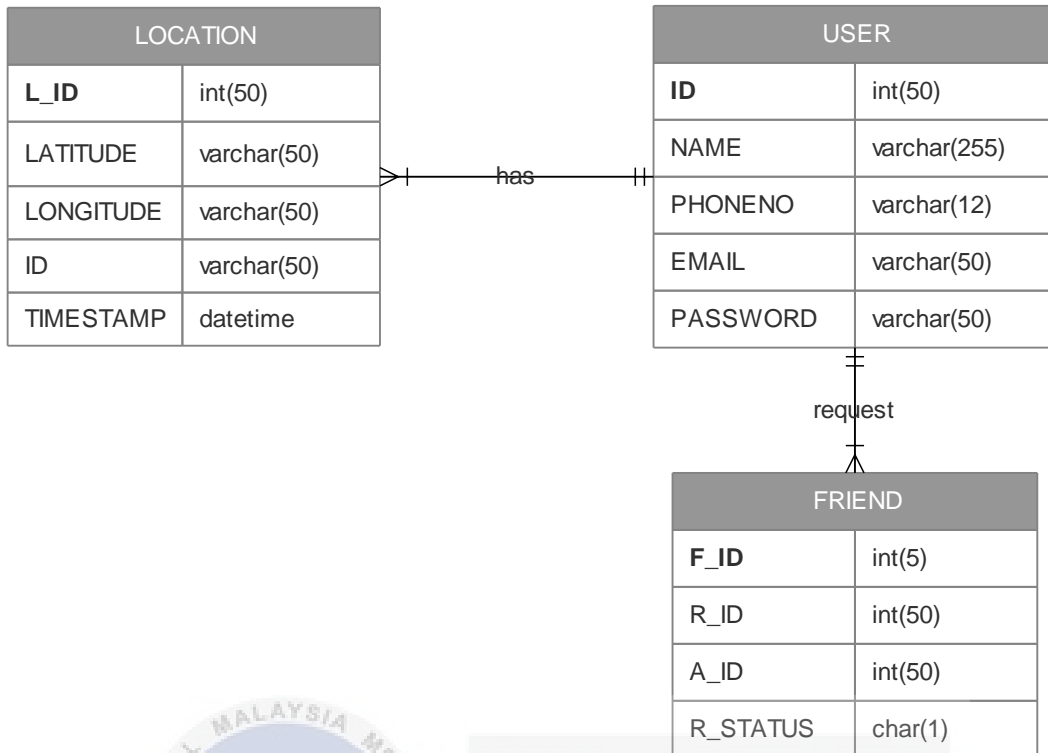 LOCATION
L_ID int(50)
LATITUDE varchar(50)
LONGITUDE varchar(50)
ID varchar(50)
TIMESTAMP datetime
has
USER
ID int(50)
NAME varchar(255)
PHONENO varchar(12)
EMAIL varchar(50)
PASSWORD varchar(50)
request
FRIEND
F_ID int(5)
R_ID int(50)
A_ID int(50)
R_STATUS char(1)
MALAYSIA